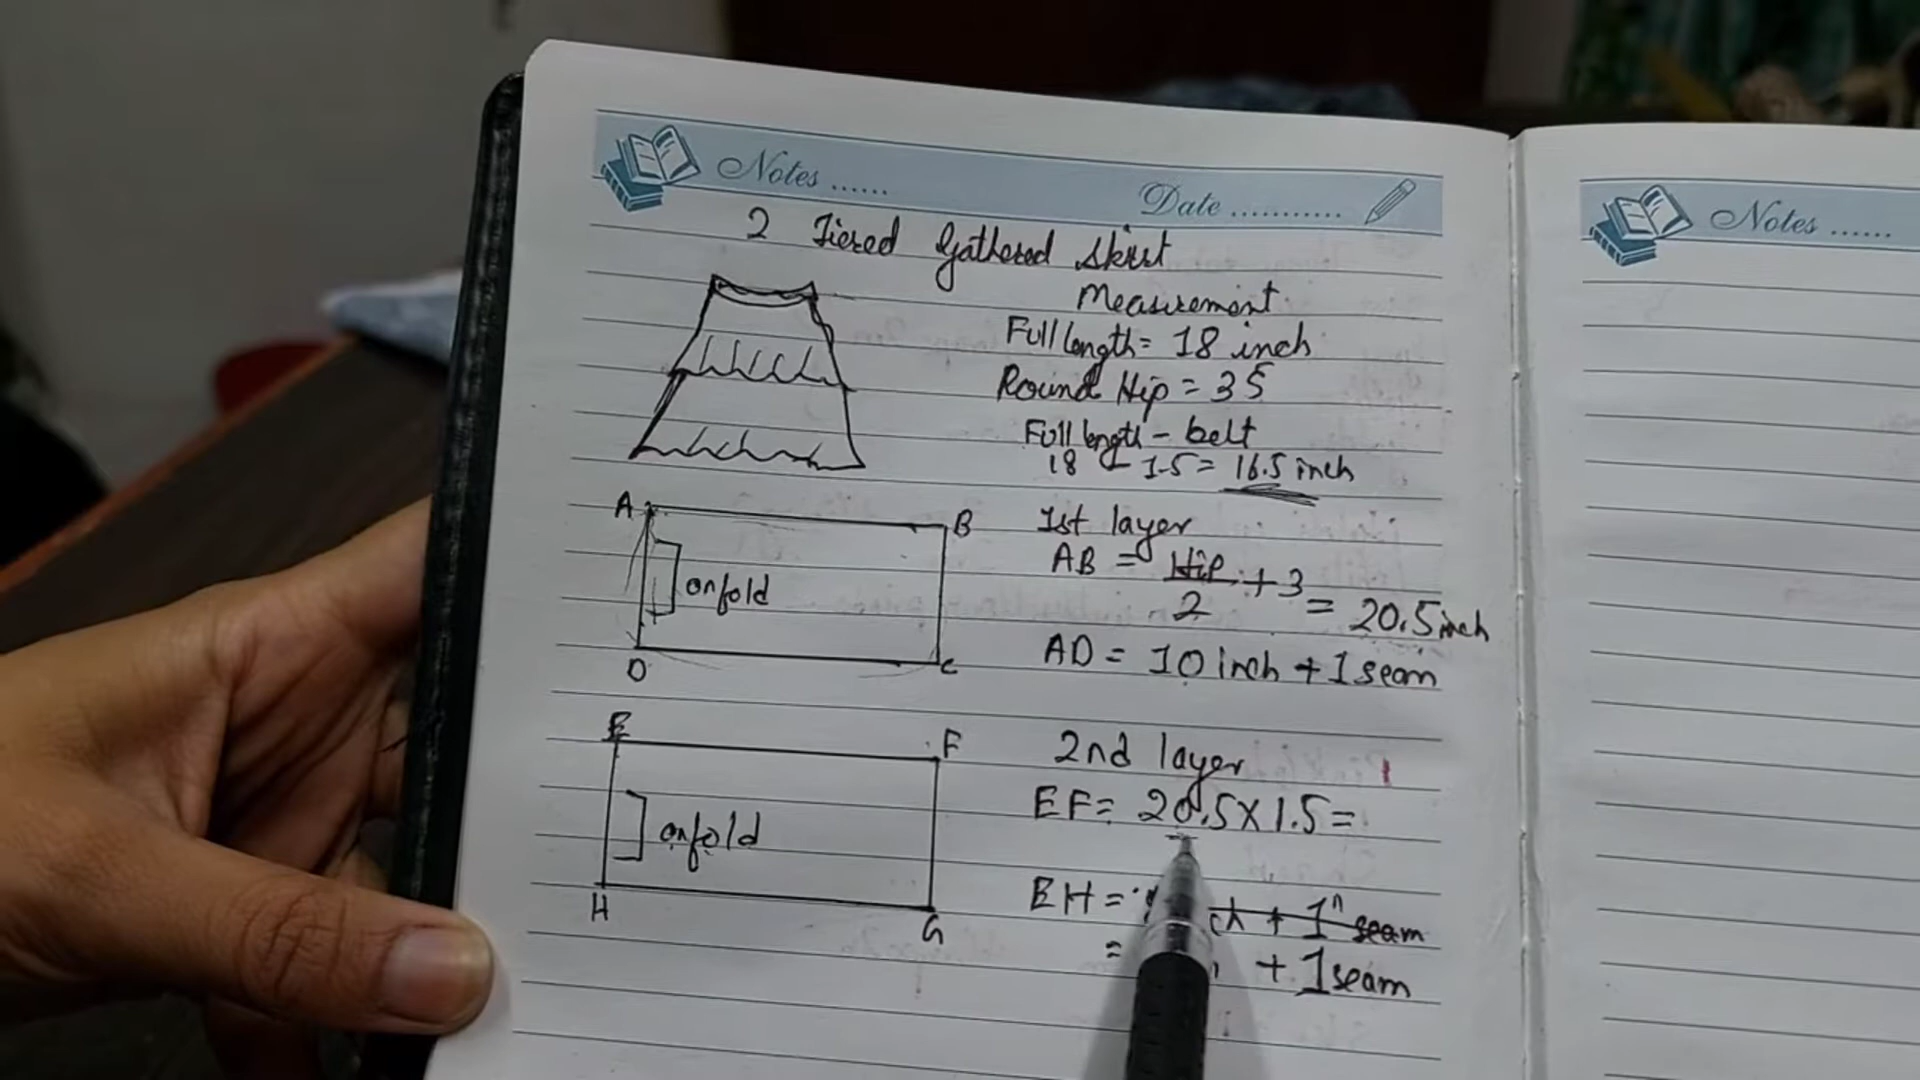 Notes ......
Date ...........
2 Tiered Gathered Skirt
Measurement
Full length = 18 inch
Round Hip = 35
Full length - belt
18 - 1.5 = 16.5 inch
A
B
onfold
D
C
1st layer
AB = Hip/2 + 3 = 20.5 inch
AD = 10 inch + 1 seam
E
F
onfold
H
G
2nd layer
EF = 20.5 X 1.5 =
EH = + 1" seam
= + 1 seam
Notes ......